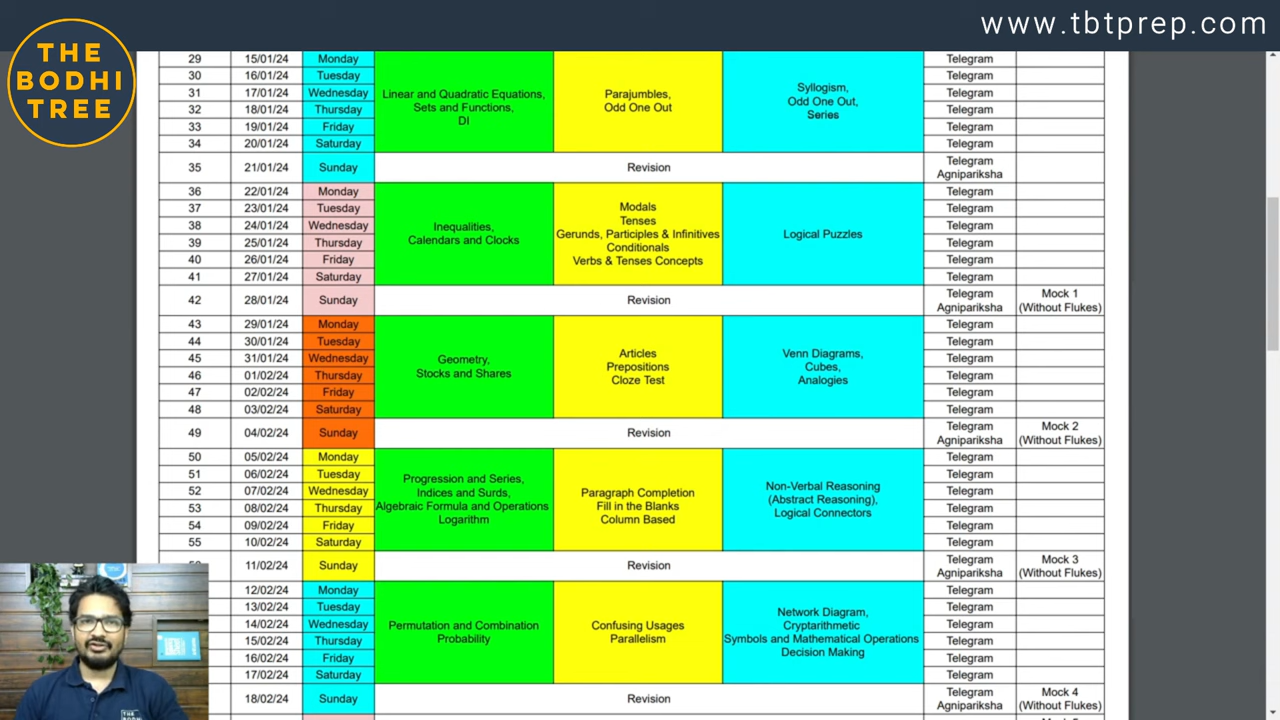 www.tbtprep.com
THE
BODHI
TREE
29 15/01/24 Monday Telegram
30 16/01/24 Tuesday Telegram
31 17/01/24 Wednesday Telegram
32 18/01/24 Thursday Telegram
33 19/01/24 Friday Telegram
34 20/01/24 Saturday Telegram
Linear and Quadratic Equations,
Sets and Functions,
DI
Parajumbles,
Odd One Out
Syllogism,
Odd One Out,
Series
35 21/01/24 Sunday Revision Telegram
Agnipariksha
36 22/01/24 Monday Telegram
37 23/01/24 Tuesday Telegram
38 24/01/24 Wednesday Telegram
39 25/01/24 Thursday Telegram
40 26/01/24 Friday Telegram
41 27/01/24 Saturday Telegram
Inequalities,
Calendars and Clocks
Modals
Tenses
Gerunds, Participles & Infinitives
Conditionals
Verbs & Tenses Concepts
Logical Puzzles
42 28/01/24 Sunday Revision Telegram Mock 1
Agnipariksha (Without Flukes)
43 29/01/24 Monday Telegram
44 30/01/24 Tuesday Telegram
45 31/01/24 Wednesday Telegram
46 01/02/24 Thursday Telegram
47 02/02/24 Friday Telegram
48 03/02/24 Saturday Telegram
Geometry,
Stocks and Shares
Articles
Prepositions
Cloze Test
Venn Diagrams,
Cubes,
Analogies
49 04/02/24 Sunday Revision Telegram Mock 2
Agnipariksha (Without Flukes)
50 05/02/24 Monday Telegram
51 06/02/24 Tuesday Telegram
52 07/02/24 Wednesday Telegram
53 08/02/24 Thursday Telegram
54 09/02/24 Friday Telegram
55 10/02/24 Saturday Telegram
Progression and Series,
Indices and Surds,
Algebraic Formula and Operations
Logarithm
Paragraph Completion
Fill in the Blanks
Column Based
Non-Verbal Reasoning
(Abstract Reasoning),
Logical Connectors
11/02/24 Sunday Revision Telegram Mock 3
Agnipariksha (Without Flukes)
12/02/24 Monday Telegram
13/02/24 Tuesday Telegram
14/02/24 Wednesday Telegram
15/02/24 Thursday Telegram
16/02/24 Friday Telegram
17/02/24 Saturday Telegram
Permutation and Combination
Probability
Confusing Usages
Parallelism
Network Diagram,
Cryptarithmetic
Symbols and Mathematical Operations
Decision Making
18/02/24 Sunday Revision Telegram Mock 4
Agnipariksha (Without Flukes)
THE
BODHI